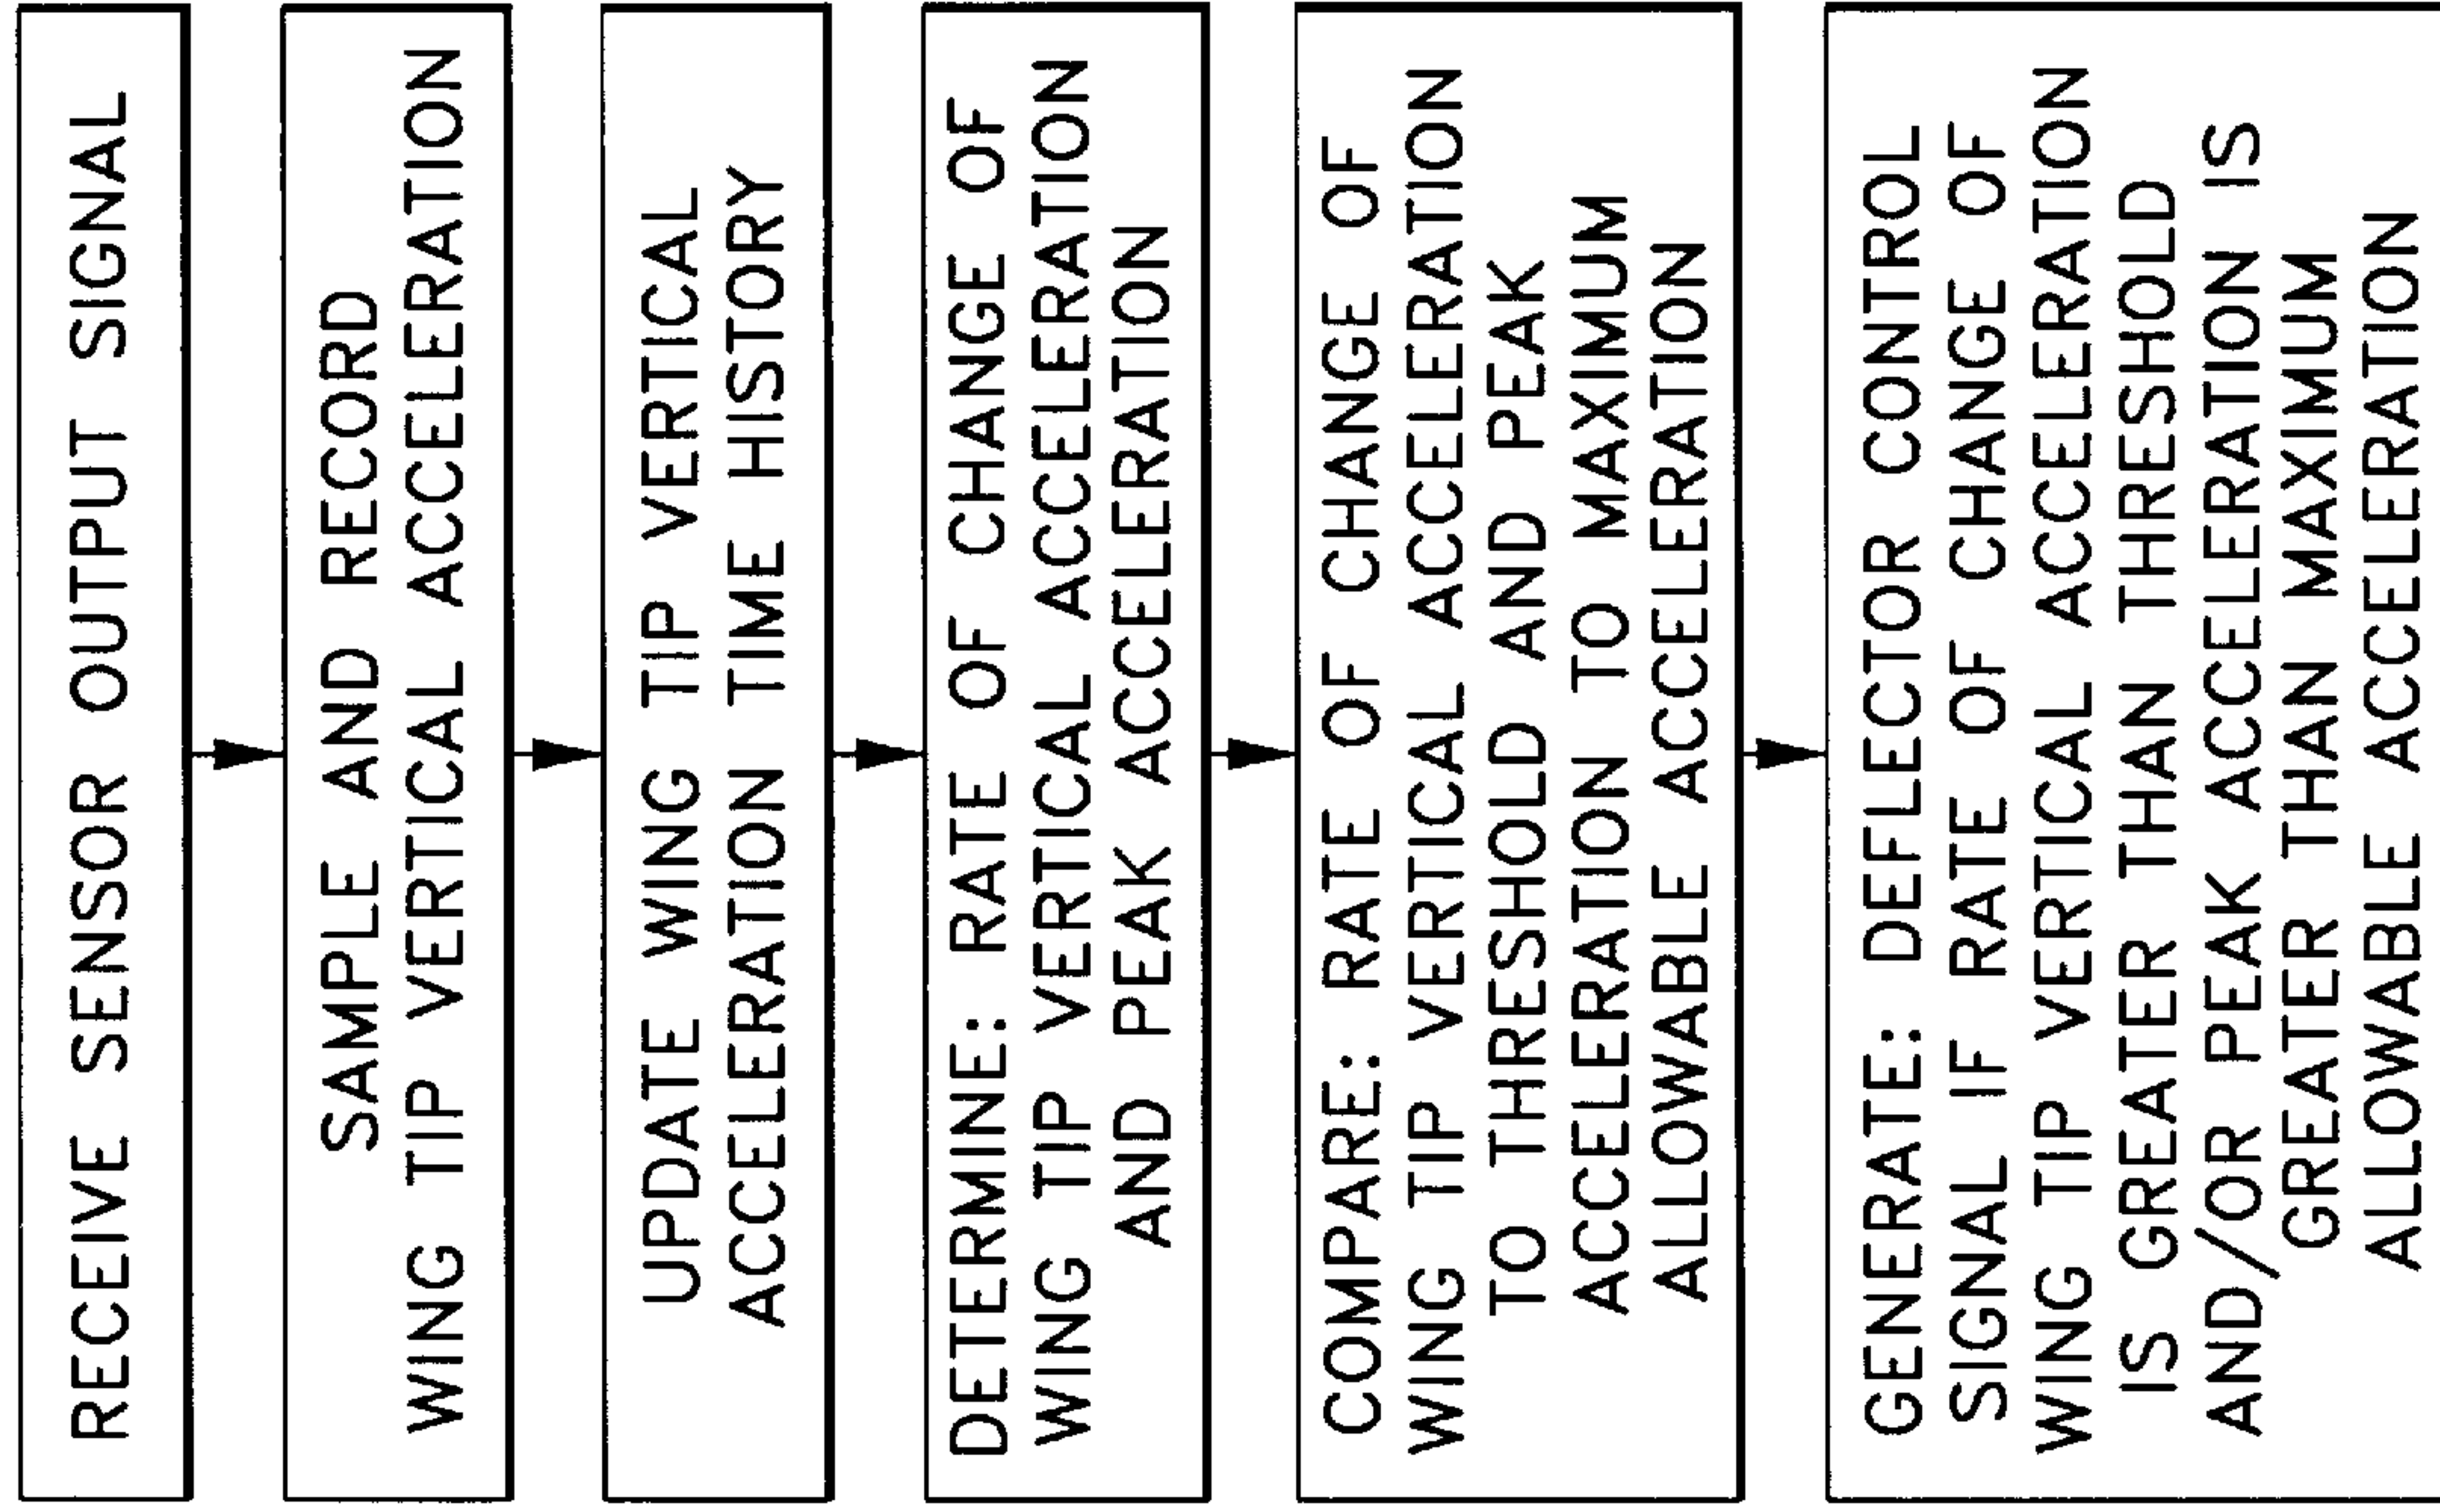 RECEIVE SENSOR OUTPUT SIGNAL
SAMPLE AND RECORD
WING TIP VERTICAL ACCELERATION
UPDATE WING TIP VERTICAL
ACCELERATION TIME HISTORY
DETERMINE: RATE OF CHANGE OF
WING TIP VERTICAL ACCELERATION
AND PEAK ACCELERATION
COMPARE: RATE OF CHANGE OF
WING TIP VERTICAL ACCELERATION
TO THRESHOLD AND PEAK
ACCELERATION TO MAXIMUM
ALLOWABLE ACCELERATION
GENERATE: DEFLECTOR CONTROL
SIGNAL IF RATE OF CHANGE OF
WING TIP VERTICAL ACCELERATION
IS GREATER THAN THRESHOLD
AND/OR PEAK ACCELERATION IS
GREATER THAN MAXIMUM
ALLOWABLE ACCELERATION